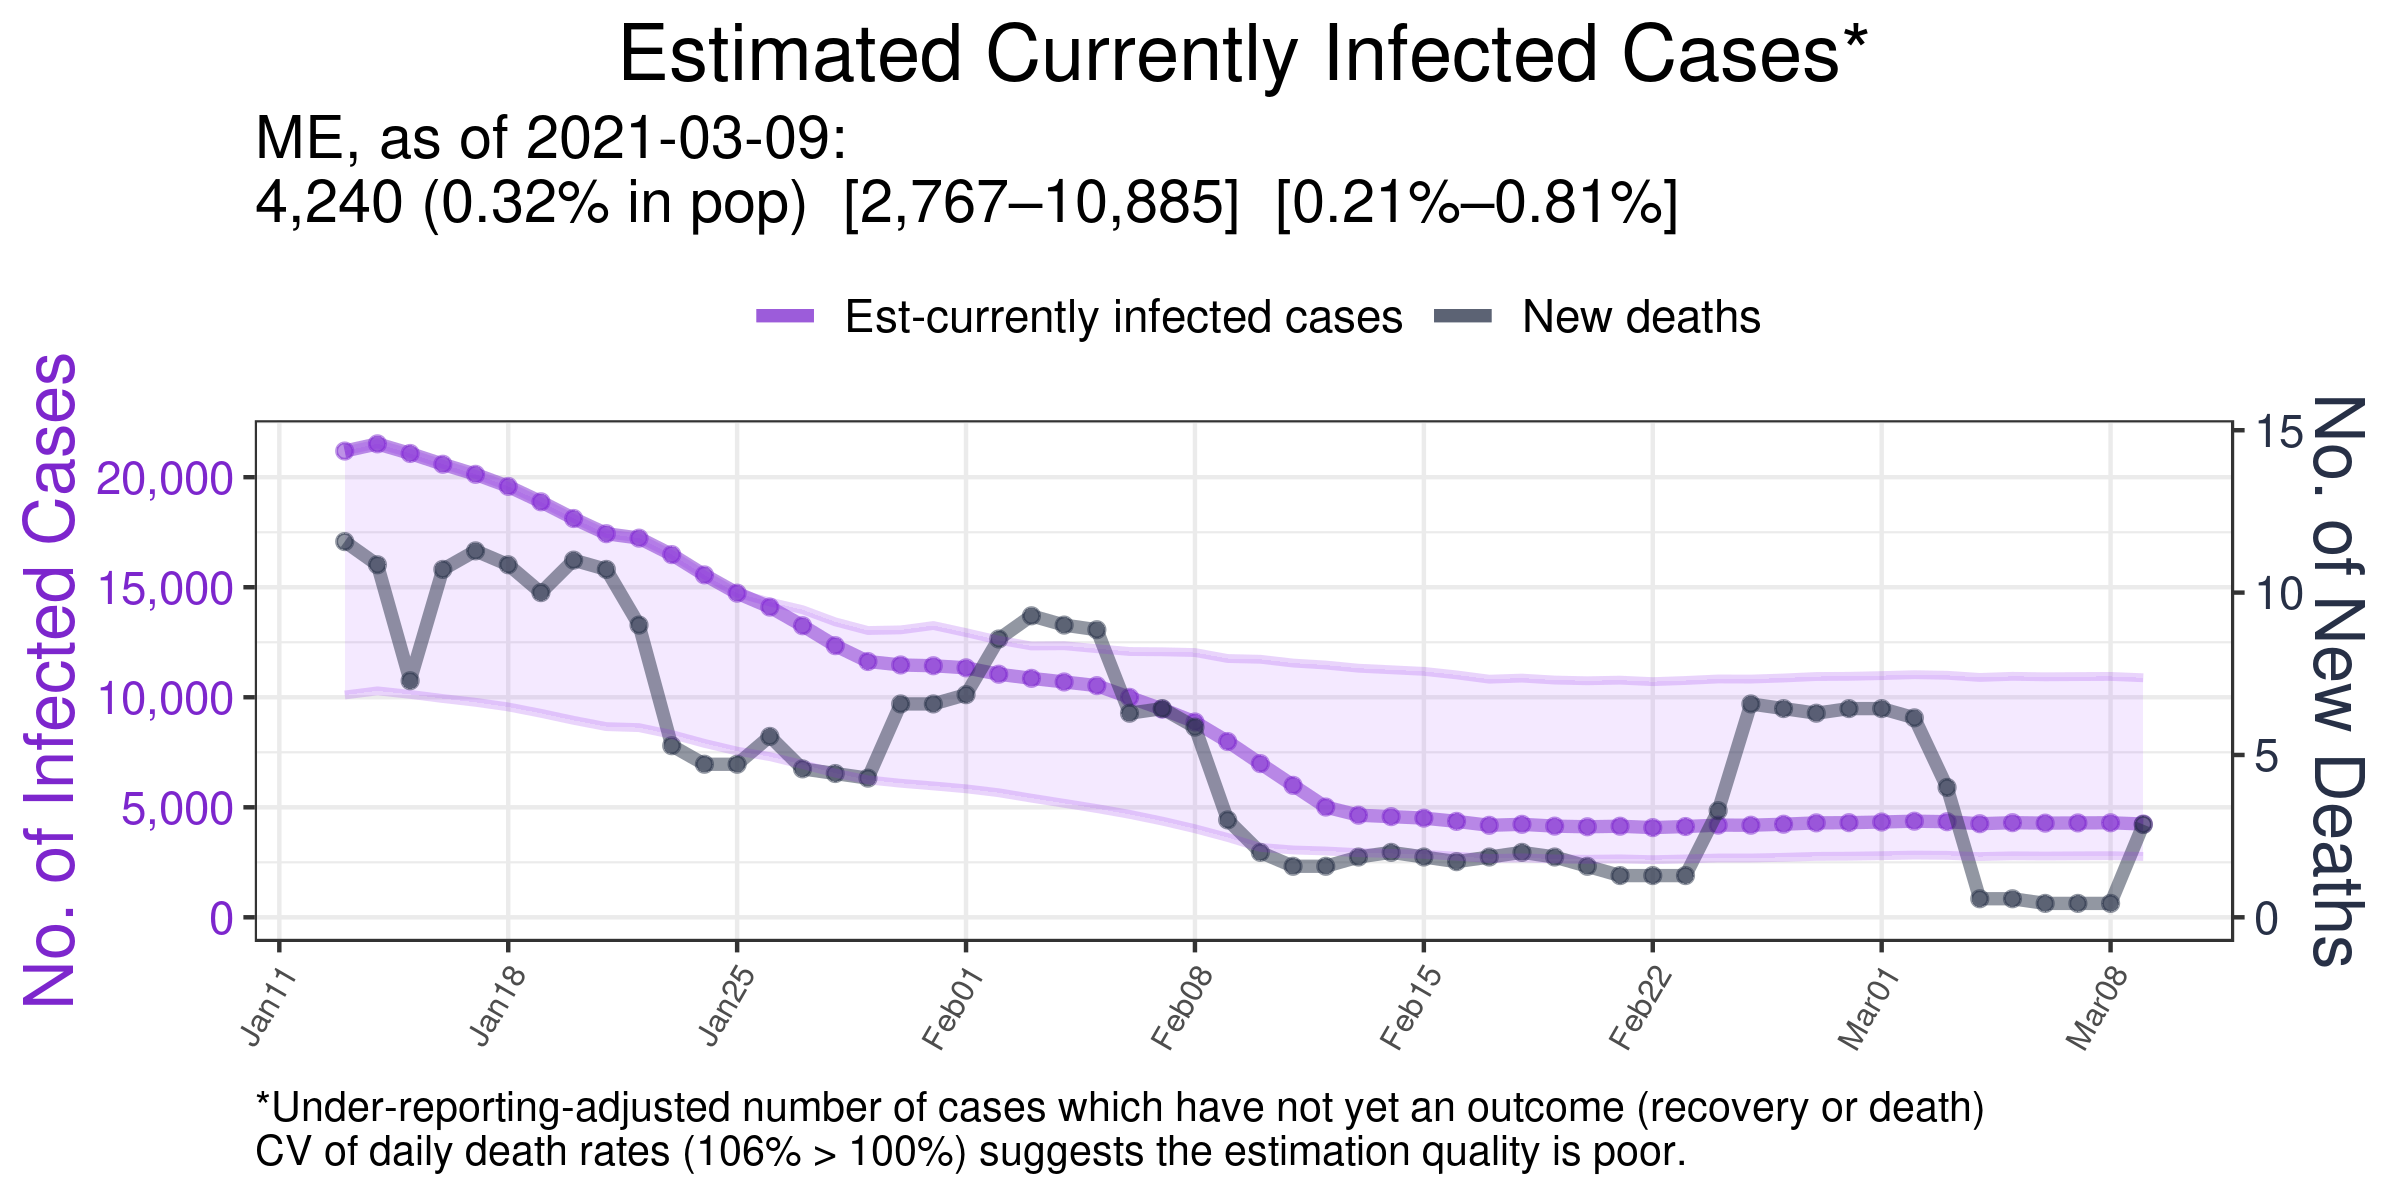 Estimated Currently Infected Cases*
ME, as of 2021-03-09:
4,240 (0.32% in pop)  [2,767–10,885]  [0.21%–0.81%]
Est-currently infected cases
New deaths
No. of Infected Cases
20,000
15,000
10,000
5,000
0
15
10
5
0
No. of New Deaths
Jan11
Jan18
Jan25
Feb01
Feb08
Feb15
Feb22
Mar01
Mar08
*Under-reporting-adjusted number of cases which have not yet an outcome (recovery or death)
CV of daily death rates (106% > 100%) suggests the estimation quality is poor.